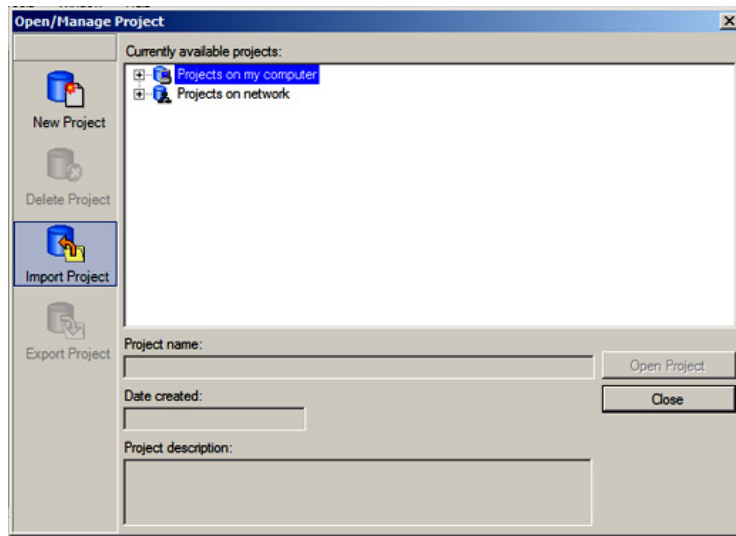 Open/Manage Project
Currently available projects:
Projects on my computer
Projects on network
New Project
Delete Project
Import Project
Export Project
Project name:
Open Project
Date created:
Close
Project description: